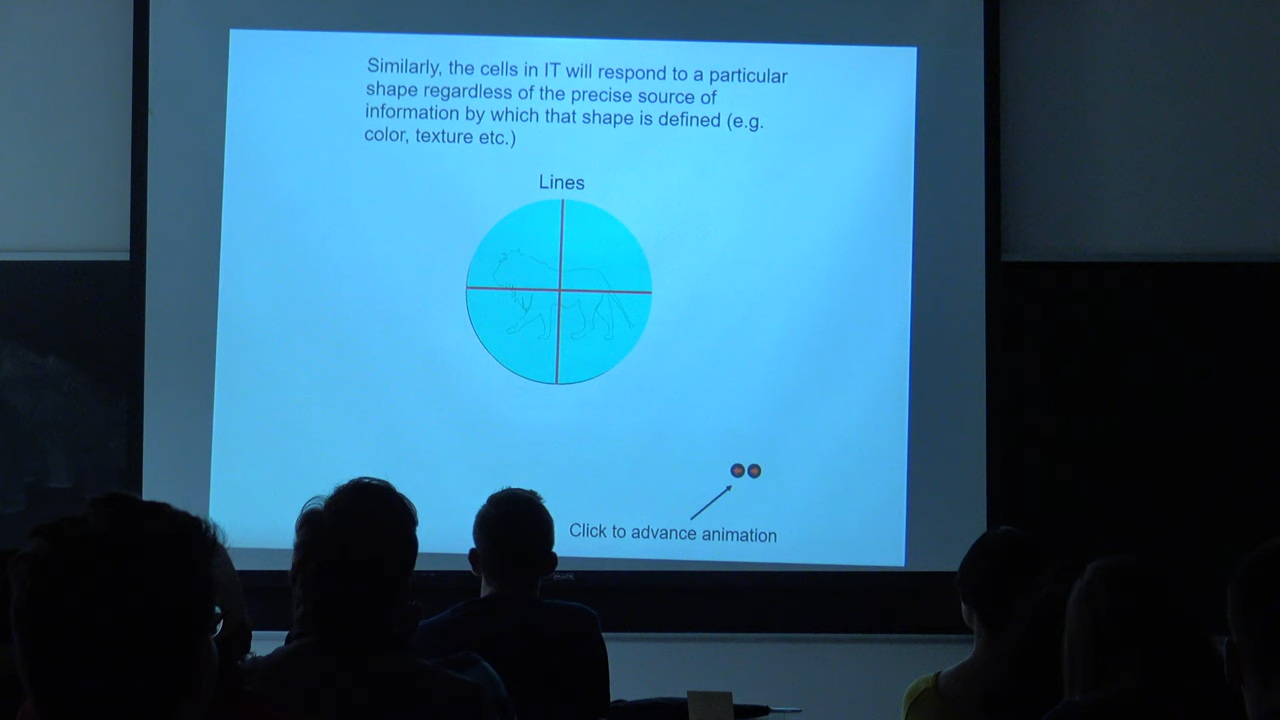 Similarly, the cells in IT will respond to a particular
shape regardless of the precise source of
information by which that shape is defined (e.g.
color, texture etc.)
Lines
Click to advance animation